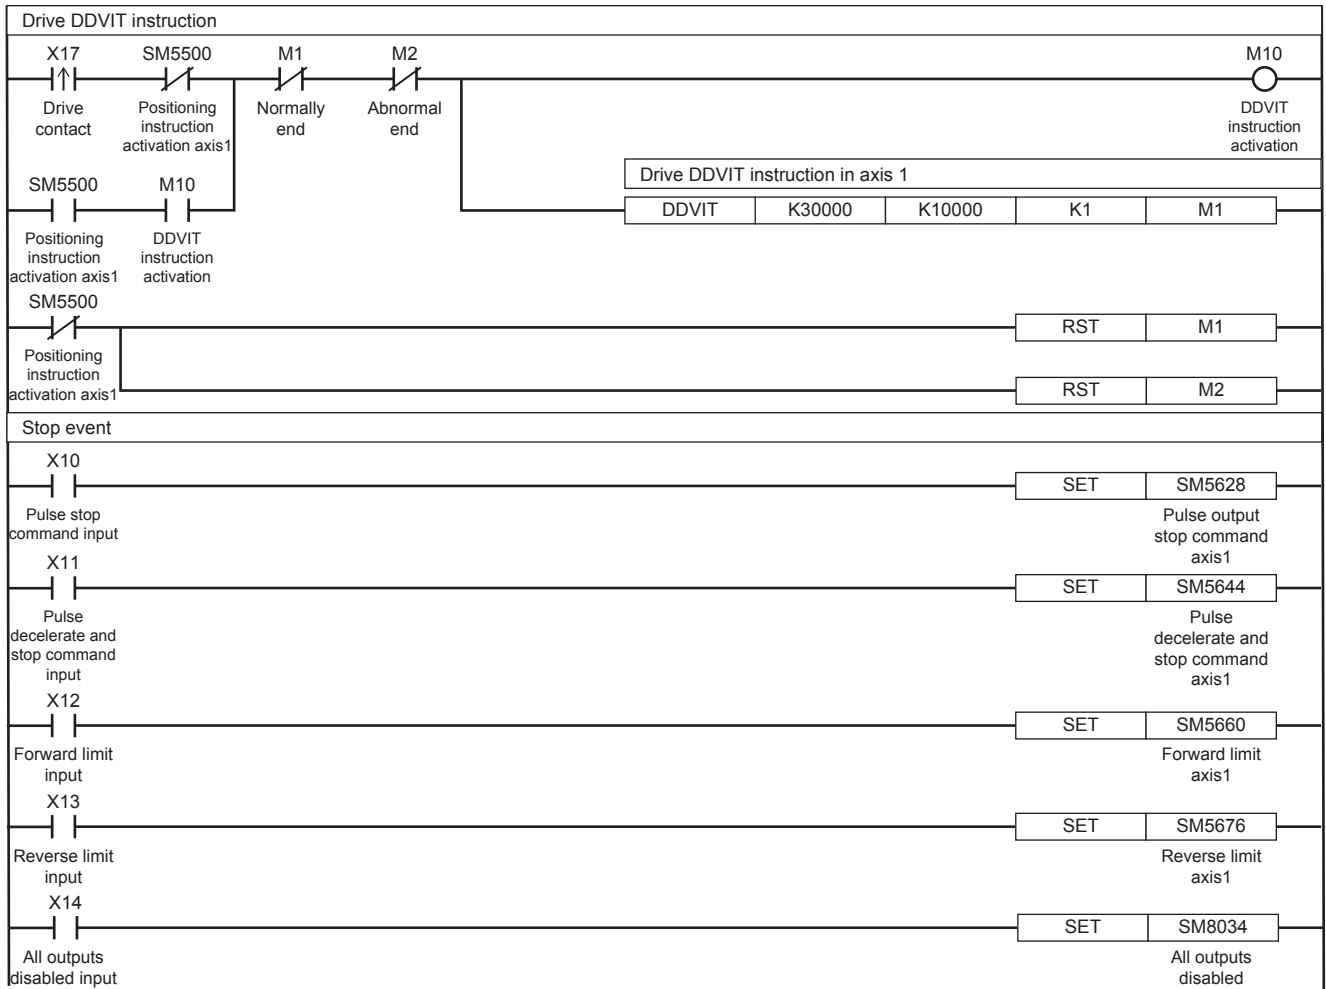 Drive DDVIT instruction
X17 SM5500 M1 M2 M10
Drive contact
Positioning instruction activation axis1
Normally end
Abnormal end
DDVIT instruction activation
Drive DDVIT instruction in axis 1
SM5500 M10
DDVIT K30000 K10000 K1 M1
Positioning instruction activation axis1
DDVIT instruction activation
SM5500
RST M1
Positioning instruction activation axis1
RST M2
Stop event
X10
SET SM5628
Pulse stop command input
Pulse output stop command axis1
X11
SET SM5644
Pulse decelerate and stop command input
Pulse decelerate and stop command axis1
X12
SET SM5660
Forward limit input
Forward limit axis1
X13
SET SM5676
Reverse limit input
Reverse limit axis1
X14
SET SM8034
All outputs disabled input
All outputs disabled